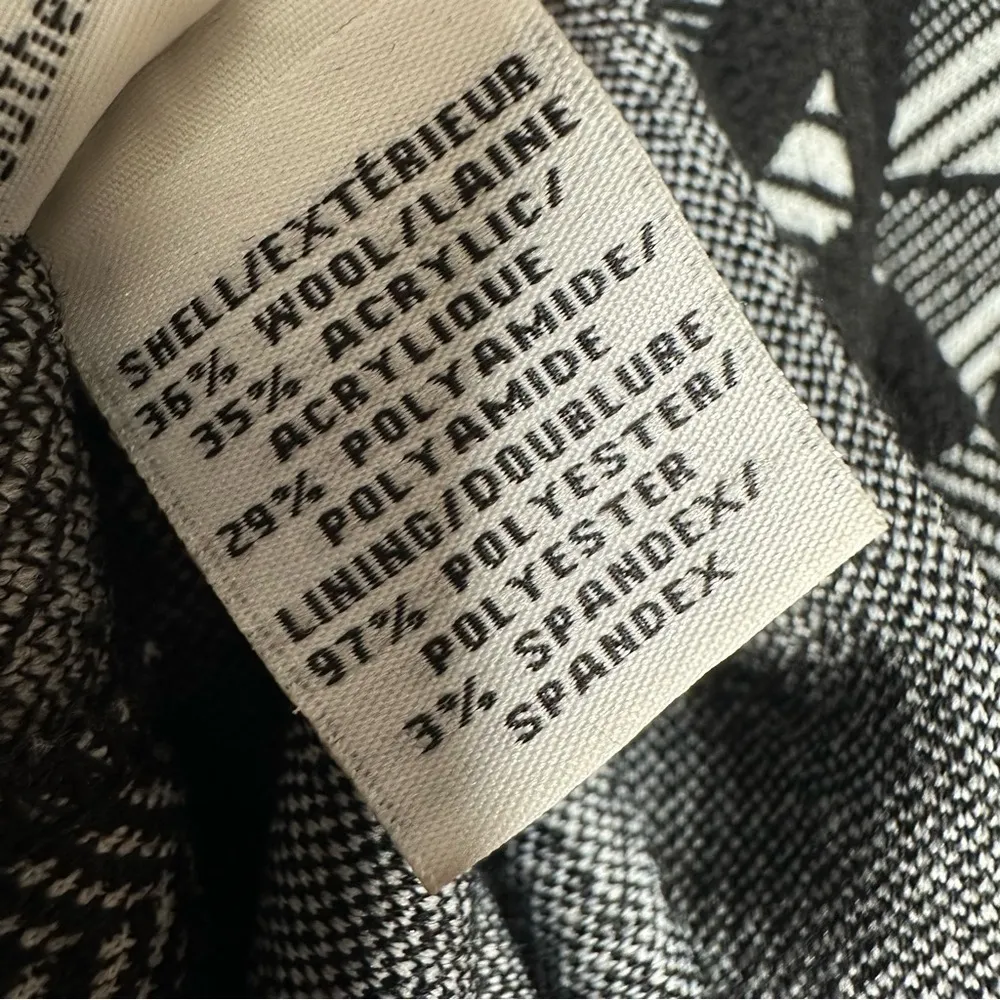 SHELL/EXTÉRIEUR
36% WOOL/LAINE
35% ACRYLIC/
ACRYLIQUE
29% POLYAMIDE/
POLYAMIDE
LINING/DOUBLURE
97% POLYESTER/
POLYESTER
3% SPANDEX/
SPANDEX